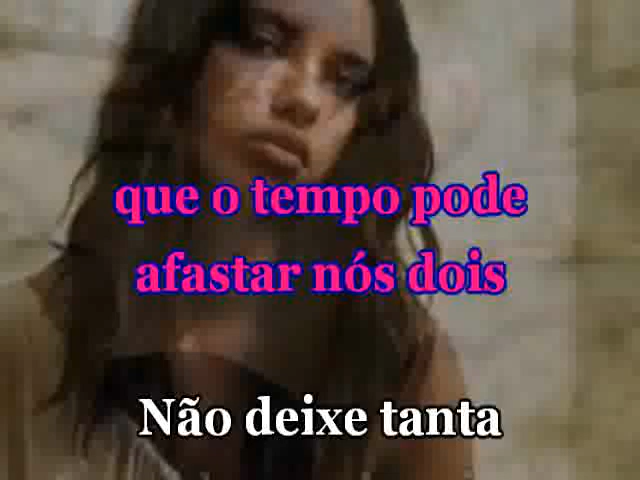 que o tempo pode
afastar nós dois
Não deixe tanta